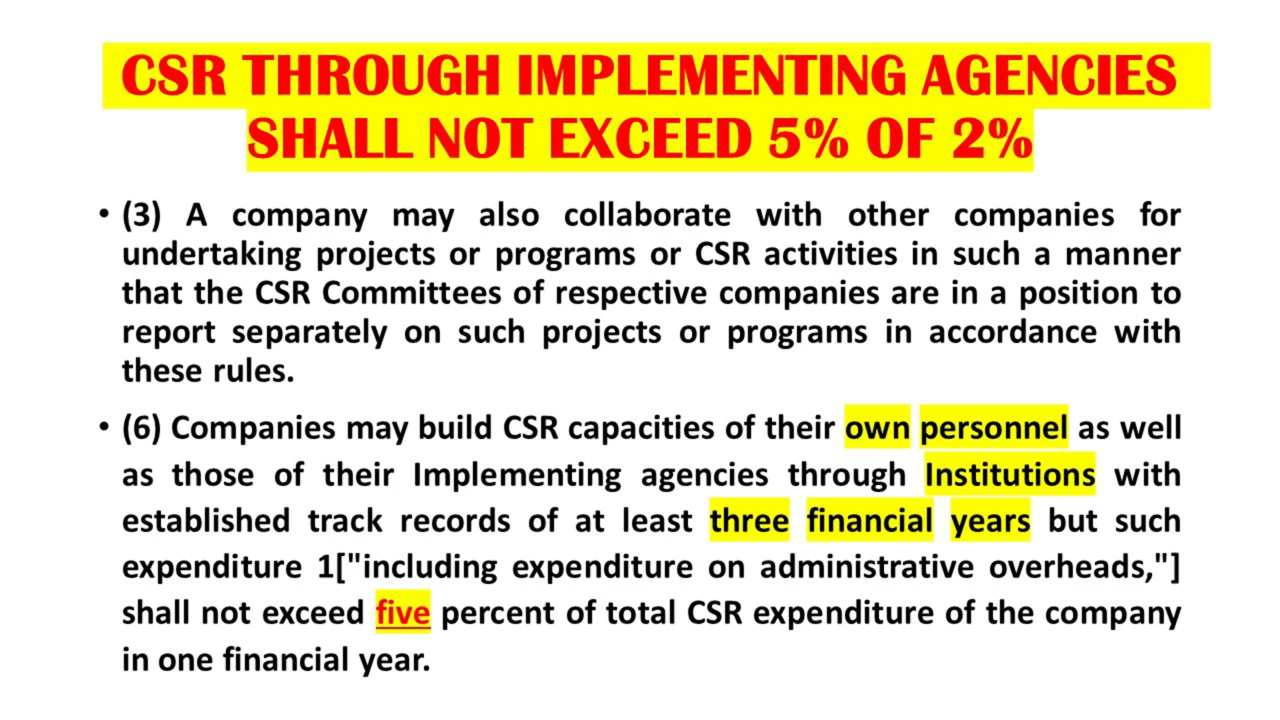 CSR THROUGH IMPLEMENTING AGENCIES
SHALL NOT EXCEED 5% OF 2%
• (3) A company may also collaborate with other companies for
undertaking projects or programs or CSR activities in such a manner
that the CSR Committees of respective companies are in a position to
report separately on such projects or programs in accordance with
these rules.
• (6) Companies may build CSR capacities of their own personnel as well
as those of their Implementing agencies through Institutions with
established track records of at least three financial years but such
expenditure 1["including expenditure on administrative overheads,"]
shall not exceed five percent of total CSR expenditure of the company
in one financial year.